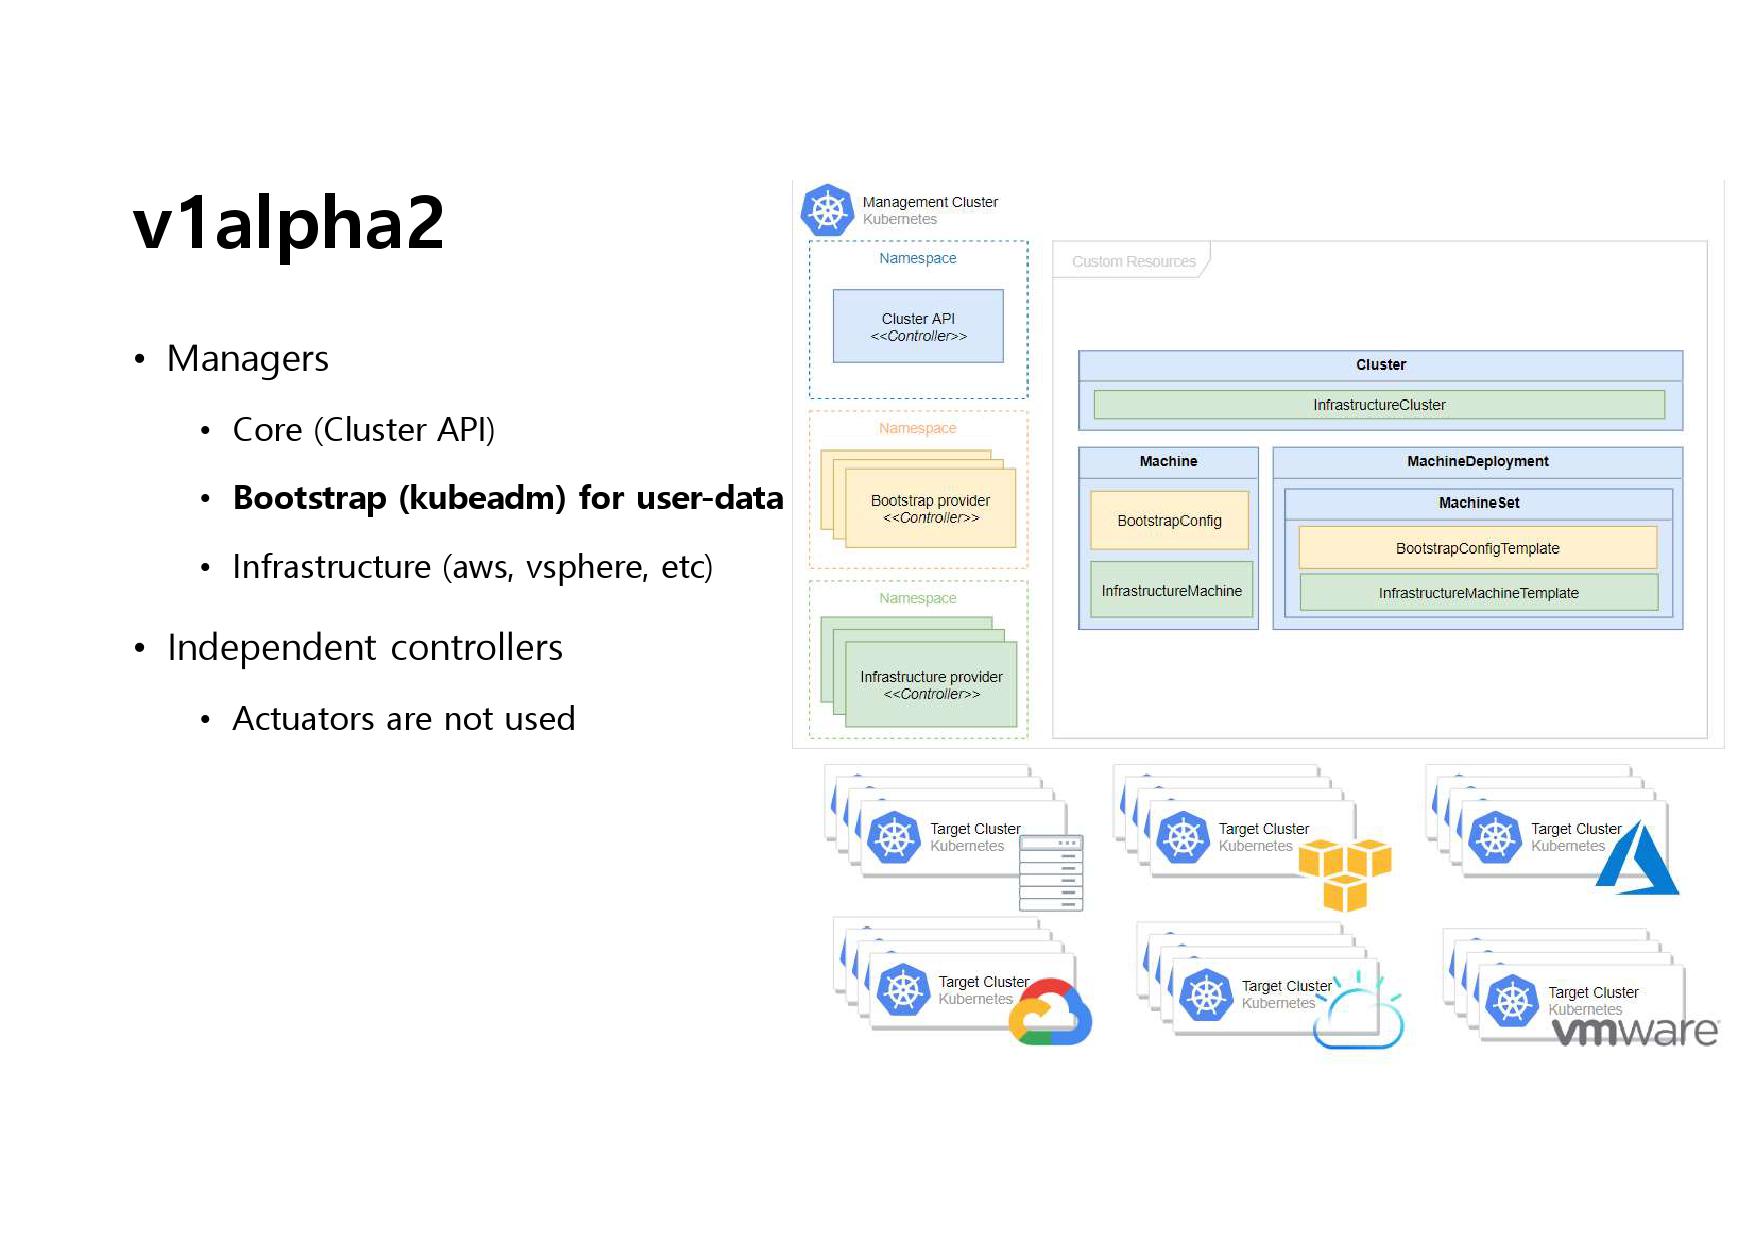 v1alpha2
• Managers
• Core (Cluster API)
• Bootstrap (kubeadm) for user-data
• Infrastructure (aws, vsphere, etc)
• Independent controllers
• Actuators are not used
Management Cluster
Kubernetes
Namespace
Cluster API
<<Controller>>
Namespace
Bootstrap provider
<<Controller>>
Namespace
Infrastructure provider
<<Controller>>
Custom Resources
Cluster
InfrastructureCluster
Machine
BootstrapConfig
InfrastructureMachine
MachineDeployment
MachineSet
BootstrapConfigTemplate
InfrastructureMachineTemplate
Target Cluster
Kubernetes
Target Cluster
Kubernetes
Target Cluster
Kubernetes
Target Cluster
Kubernetes
Target Cluster
Kubernetes
Target Cluster
Kubernetes
vmware